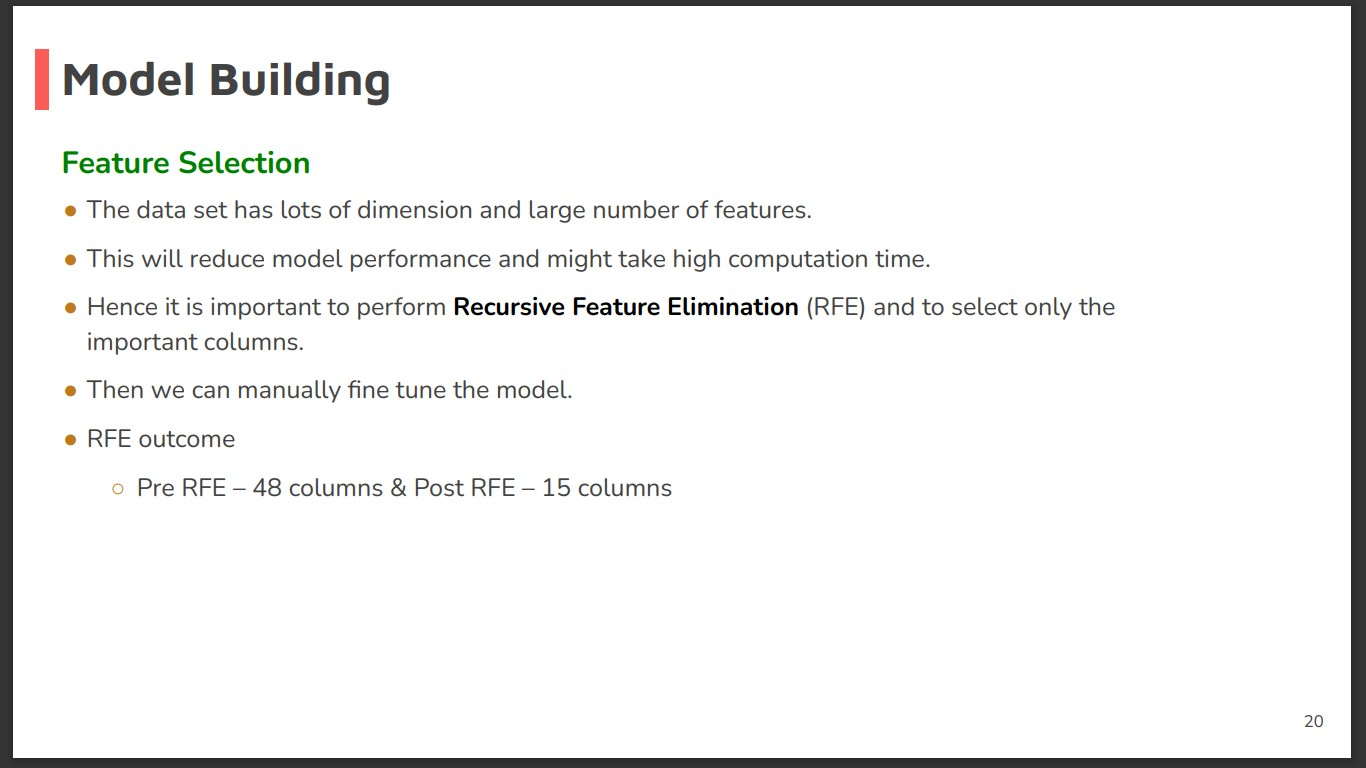 Model Building
Feature Selection
● The data set has lots of dimension and large number of features.
● This will reduce model performance and might take high computation time.
● Hence it is important to perform Recursive Feature Elimination (RFE) and to select only the
important columns.
● Then we can manually fine tune the model.
● RFE outcome
○ Pre RFE – 48 columns & Post RFE – 15 columns
20